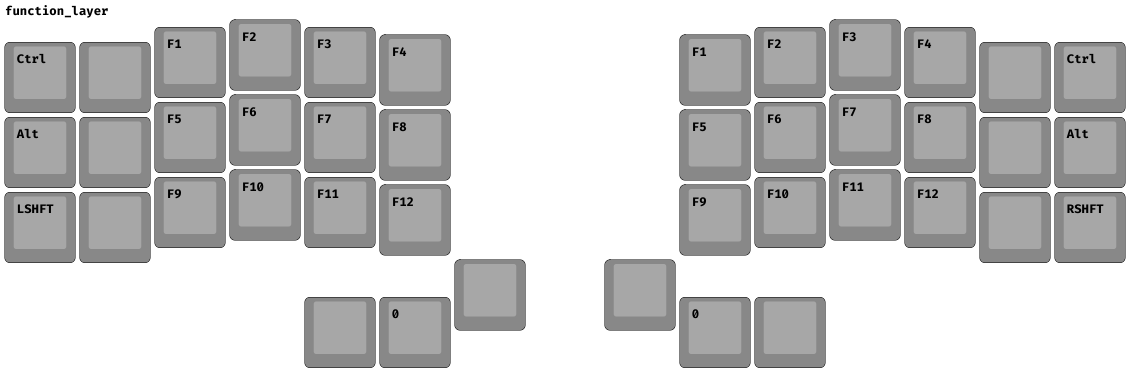 function_layer
Ctrl F1 F2 F3 F4 F1 F2 F3 F4 Ctrl
Alt F5 F6 F7 F8 F5 F6 F7 F8 Alt
LSHFT F9 F10 F11 F12 F9 F10 F11 F12 RSHFT
0 0